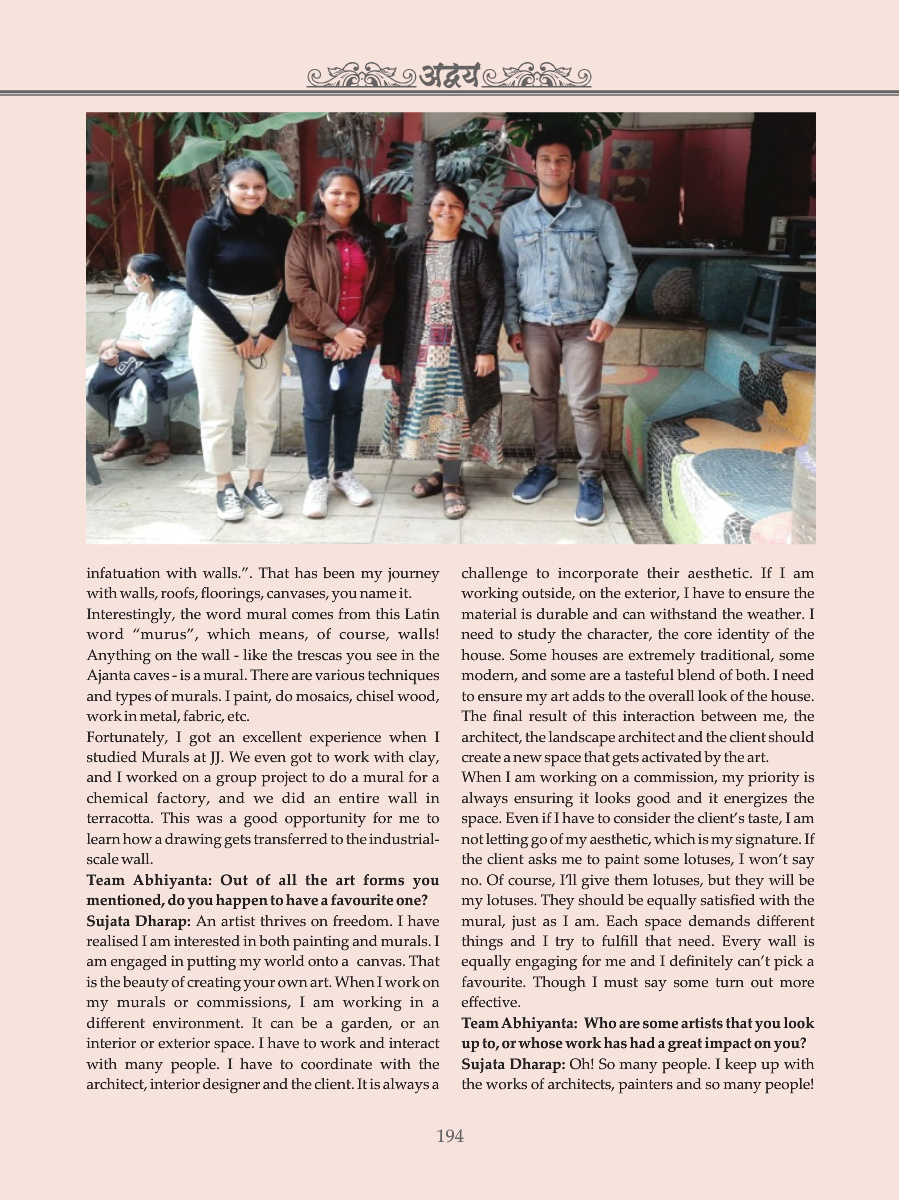 अद्वय
infatuation with walls.”. That has been my journey
with walls, roofs, floorings, canvases, you name it.
Interestingly, the word mural comes from this Latin
word “murus”, which means, of course, walls!
Anything on the wall - like the trescas you see in the
Ajanta caves - is a mural. There are various techniques
and types of murals. I paint, do mosaics, chisel wood,
work in metal, fabric, etc.
Fortunately, I got an excellent experience when I
studied Murals at JJ. We even got to work with clay,
and I worked on a group project to do a mural for a
chemical factory, and we did an entire wall in
terracotta. This was a good opportunity for me to
learn how a drawing gets transferred to the industrial-
scale wall.
Team Abhiyanta: Out of all the art forms you
mentioned, do you happen to have a favourite one?
Sujata Dharap: An artist thrives on freedom. I have
realised I am interested in both painting and murals. I
am engaged in putting my world onto a canvas. That
is the beauty of creating your own art. When I work on
my murals or commissions, I am working in a
different environment. It can be a garden, or an
interior or exterior space. I have to work and interact
with many people. I have to coordinate with the
architect, interior designer and the client. It is always a
challenge to incorporate their aesthetic. If I am
working outside, on the exterior, I have to ensure the
material is durable and can withstand the weather. I
need to study the character, the core identity of the
house. Some houses are extremely traditional, some
modern, and some are a tasteful blend of both. I need
to ensure my art adds to the overall look of the house.
The final result of this interaction between me, the
architect, the landscape architect and the client should
create a new space that gets activated by the art.
When I am working on a commission, my priority is
always ensuring it looks good and it energizes the
space. Even if I have to consider the client’s taste, I am
not letting go of my aesthetic, which is my signature. If
the client asks me to paint some lotuses, I won’t say
no. Of course, I’ll give them lotuses, but they will be
my lotuses. They should be equally satisfied with the
mural, just as I am. Each space demands different
things and I try to fulfill that need. Every wall is
equally engaging for me and I definitely can’t pick a
favourite. Though I must say some turn out more
effective.
Team Abhiyanta: Who are some artists that you look
up to, or whose work has had a great impact on you?
Sujata Dharap: Oh! So many people. I keep up with
the works of architects, painters and so many people!
194